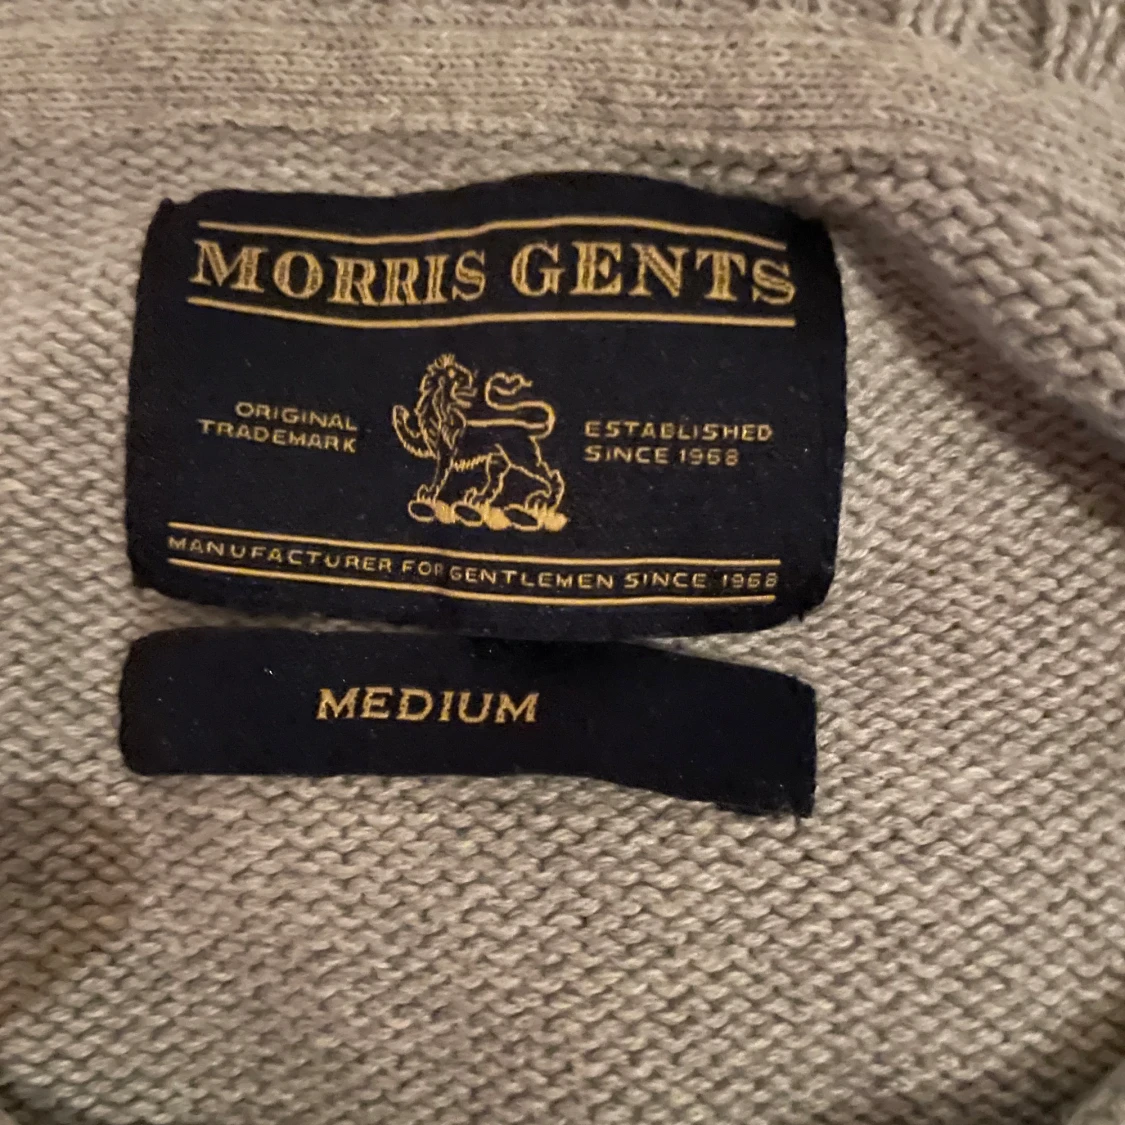 MORRIS GENTS
ORIGINAL
TRADEMARK
ESTABLISHED
SINCE 1968
MANUFACTURER FOR GENTLEMEN SINCE 1968
MEDIUM